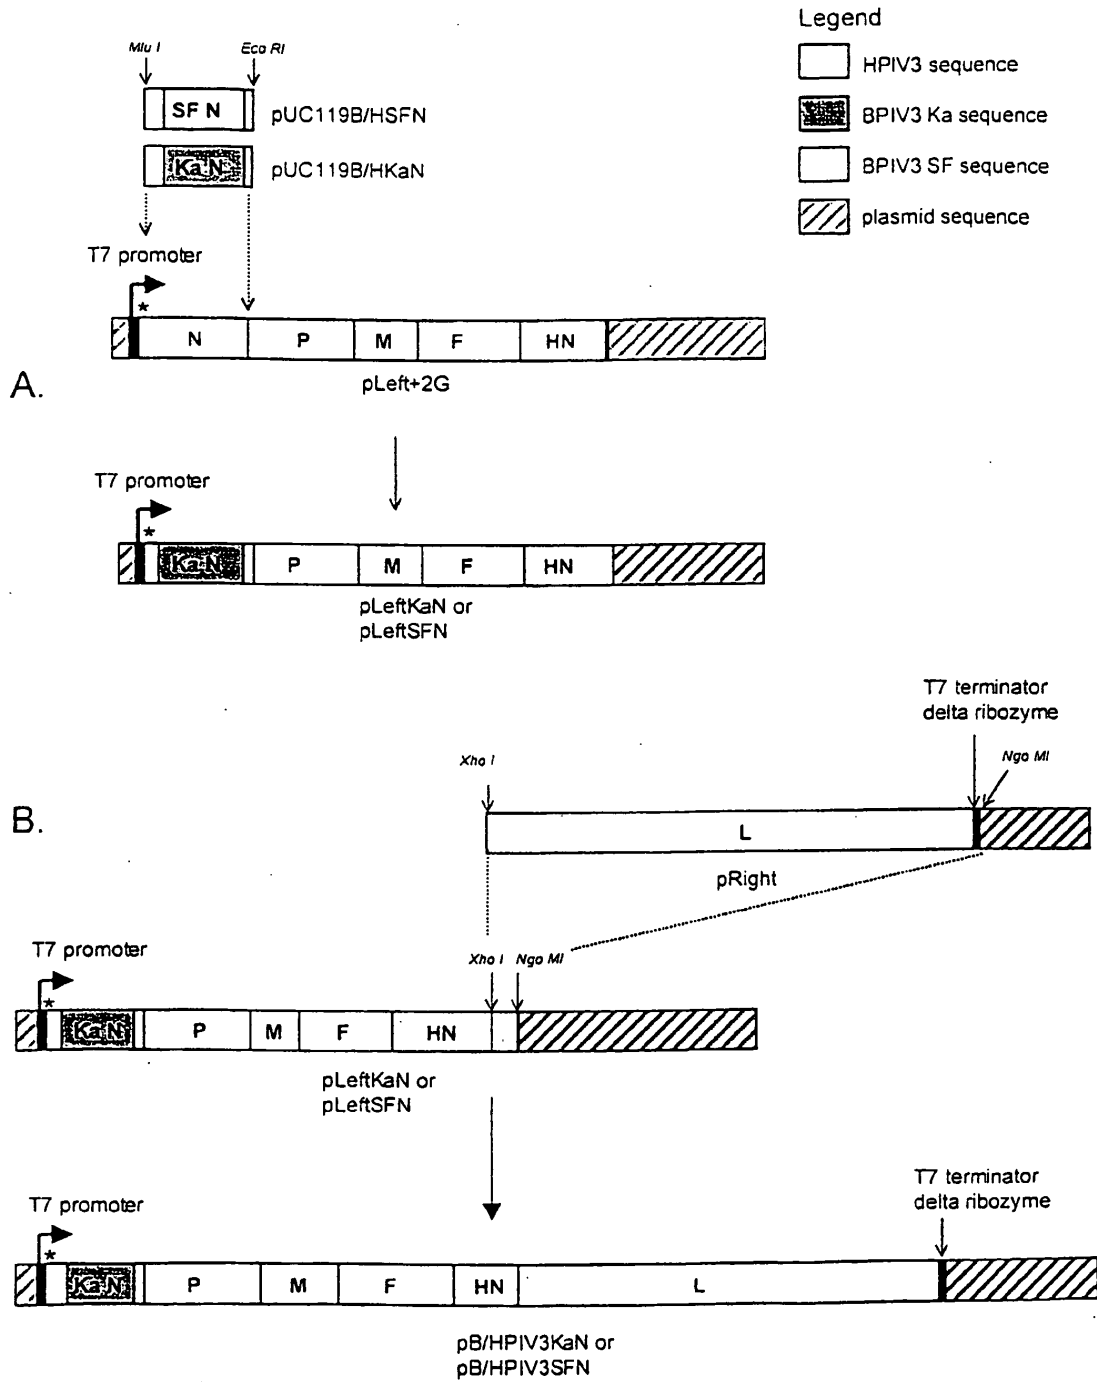 Legend
HPIV3 sequence
BPIV3 Ka sequence
BPIV3 SF sequence
plasmid sequence
Mlu I
Eco RI
SF N
pUC119B/HSFN
Ka N
pUC119B/HKaN
T7 promoter
*
N
P
M
F
HN
pLeft+2G
A.
T7 promoter
*
Ka N
P
M
F
HN
pLeftKaN or
pLeftSFN
T7 terminator
delta ribozyme
Xho I
Ngo MI
B.
L
pRight
T7 promoter
Xho I
Ngo MI
*
Ka N
P
M
F
HN
pLeftKaN or
pLeftSFN
T7 terminator
delta ribozyme
T7 promoter
*
Ka N
P
M
F
HN
L
pB/HPIV3KaN or
pB/HPIV3SFN